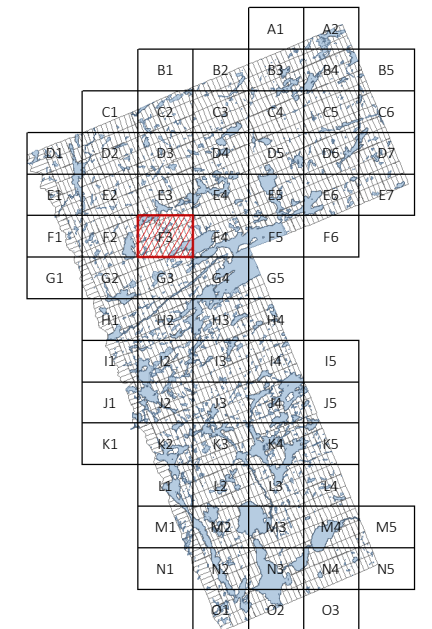 A1 A2
B1 B2 B3 B4 B5
C1 C2 C3 C4 C5 C6
D1 D2 D3 D4 D5 D6 D7
E1 E2 E3 E4 E5 E6 E7
F1 F2 F3 F4 F5 F6
G1 G2 G3 G4 G5
H1 H2 H3 H4
I1 I2 I3 I4 I5
J1 J2 J3 J4 J5
K1 K2 K3 K4 K5
L1 L2 L3 L4
M1 M2 M3 M4 M5
N1 N2 N3 N4 N5
O1 O2 O3